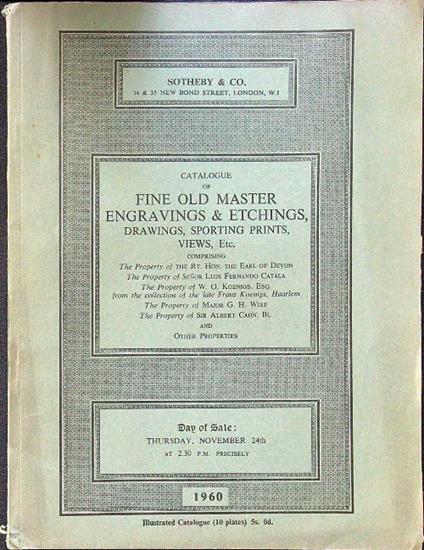 SOTHEBY & CO.
34 & 35 NEW BOND STREET, LONDON, W.1
CATALOGUE
OF
FINE OLD MASTER
ENGRAVINGS & ETCHINGS,
DRAWINGS, SPORTING PRINTS,
VIEWS, Etc.
COMPRISING
The Property of THE RT. HON. THE EARL OF DEVON
The Property of SEÑOR LUIS FERNANDO CATALA
The Property of W. O. KOENIGS, ESQ.
from the collection of the late Franz Koenigs, Haarlem
The Property of MAJOR G. H. WISE
The Property of SIR ALBERT CAHN, Bt.
AND
OTHER PROPERTIES
Day of Sale:
THURSDAY, NOVEMBER 24th
AT 2.30 P.M. PRECISELY
1960
Illustrated Catalogue (10 plates) 5s. 0d.